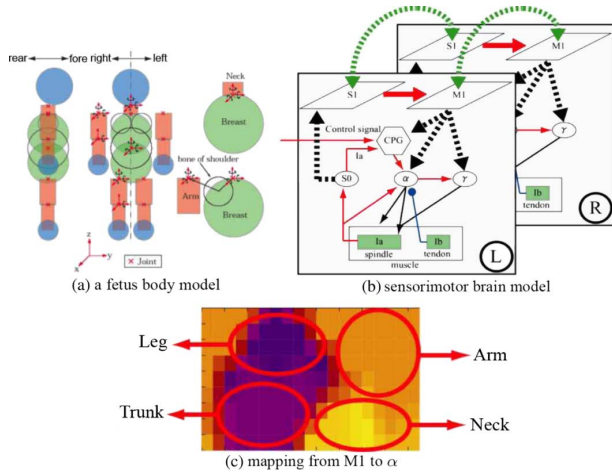 rear
fore
right
left
Neck
Breast
bone of shoulder
Arm
Breast
z
y
x
Joint
(a) a fetus body model
S1
M1
S1
M1
Control signal
CPG
Ia
S0
α
γ
γ
Ia
spindle
Ib
tendon
muscle
Ib
tendon
L
R
(b) sensorimotor brain model
Leg
Arm
Trunk
Neck
(c) mapping from M1 to α